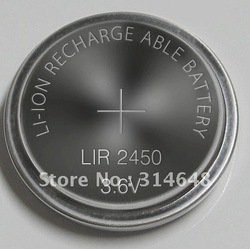 LI-ION RECHARGE ABLE BATTERY
+
LIR 2450
Store No.: 314648
3.6V